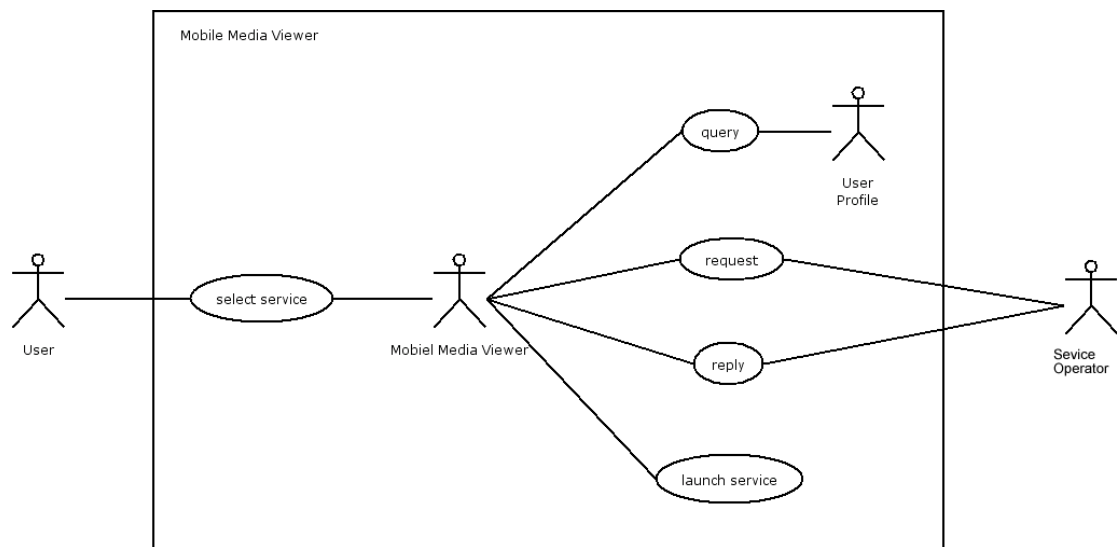 Mobile Media Viewer
query
User
Profile
request
select service
User
Mobiel Media Viewer
reply
Sevice
Operator
launch service